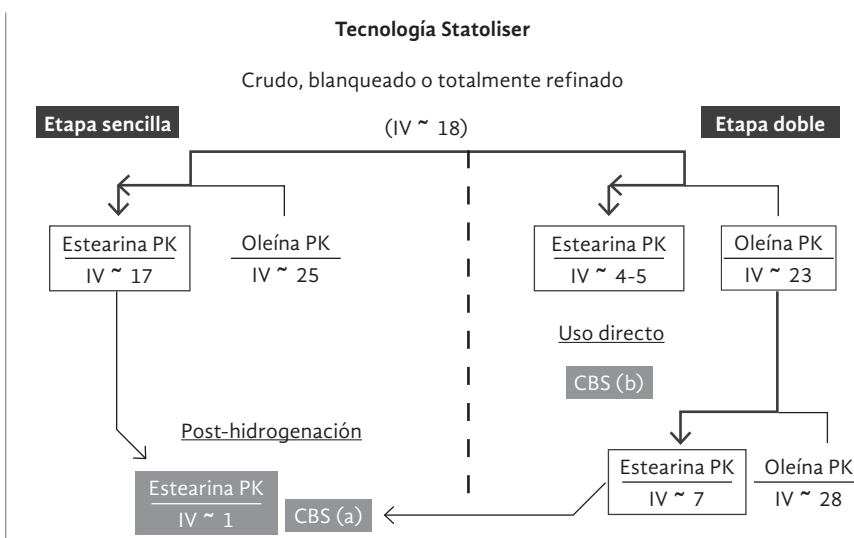 Tecnología Statoliser
Crudo, blanqueado o totalmente refinado
Etapa sencilla
(IV ~ 18)
Etapa doble
Estearina PK
IV ~ 17
Oleína PK
IV ~ 25
Estearina PK
IV ~ 4-5
Oleína PK
IV ~ 23
Uso directo
CBS (b)
Post-hidrogenación
Estearina PK
IV ~ 1
CBS (a)
Estearina PK
IV ~ 7
Oleína PK
IV ~ 28